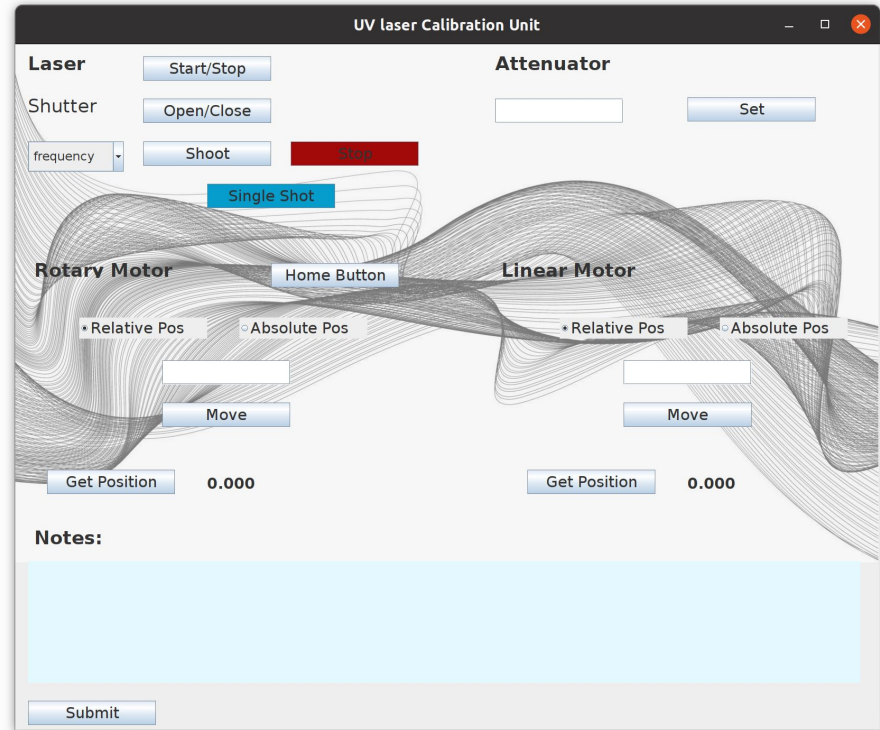 UV laser Calibration Unit
Laser Start/Stop Attenuator
Shutter Open/Close Set
frequency Shoot Stop
Single Shot
Rotary Motor Home Button Linear Motor
Relative Pos Absolute Pos Relative Pos Absolute Pos
Move Move
Get Position 0.000 Get Position 0.000
Notes:
Submit